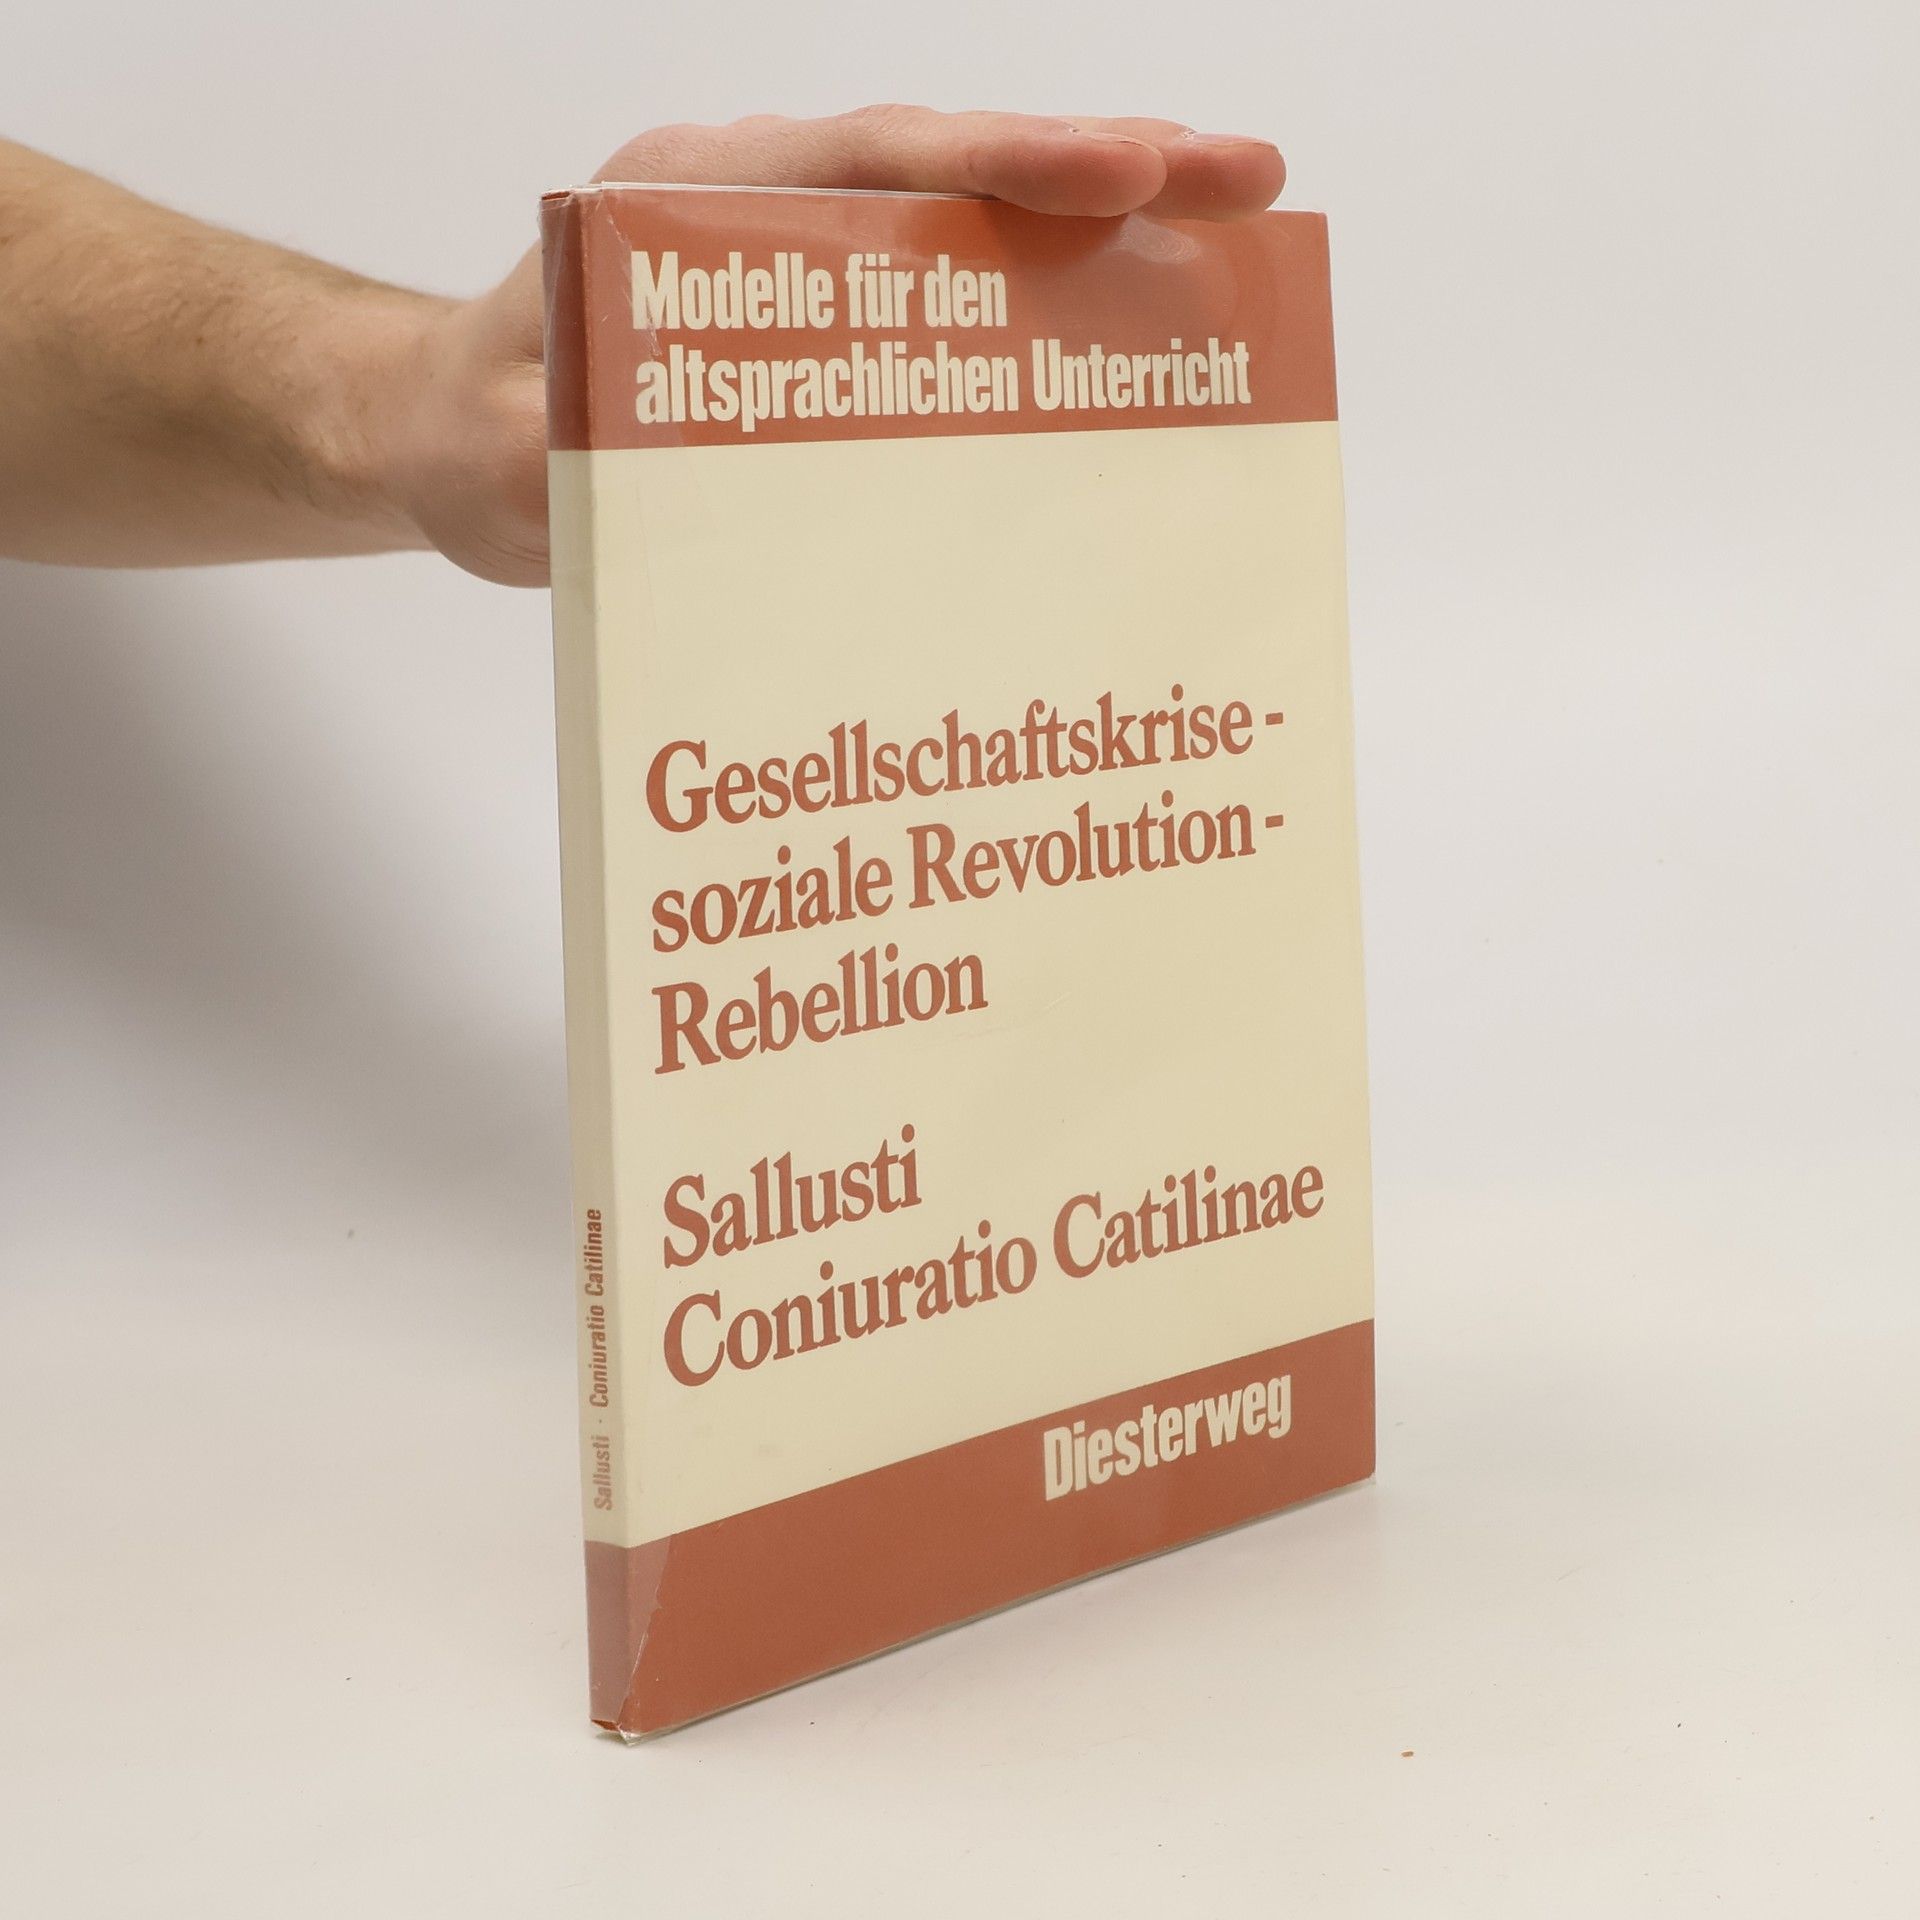 Modelle für den
altsprachlichen Unterricht
Gesellschaftskrise -
soziale Revolution -
Rebellion
Sallusti
Coniuratio Catilinae
Diesterweg
Sallusti · Coniuratio Catilinae